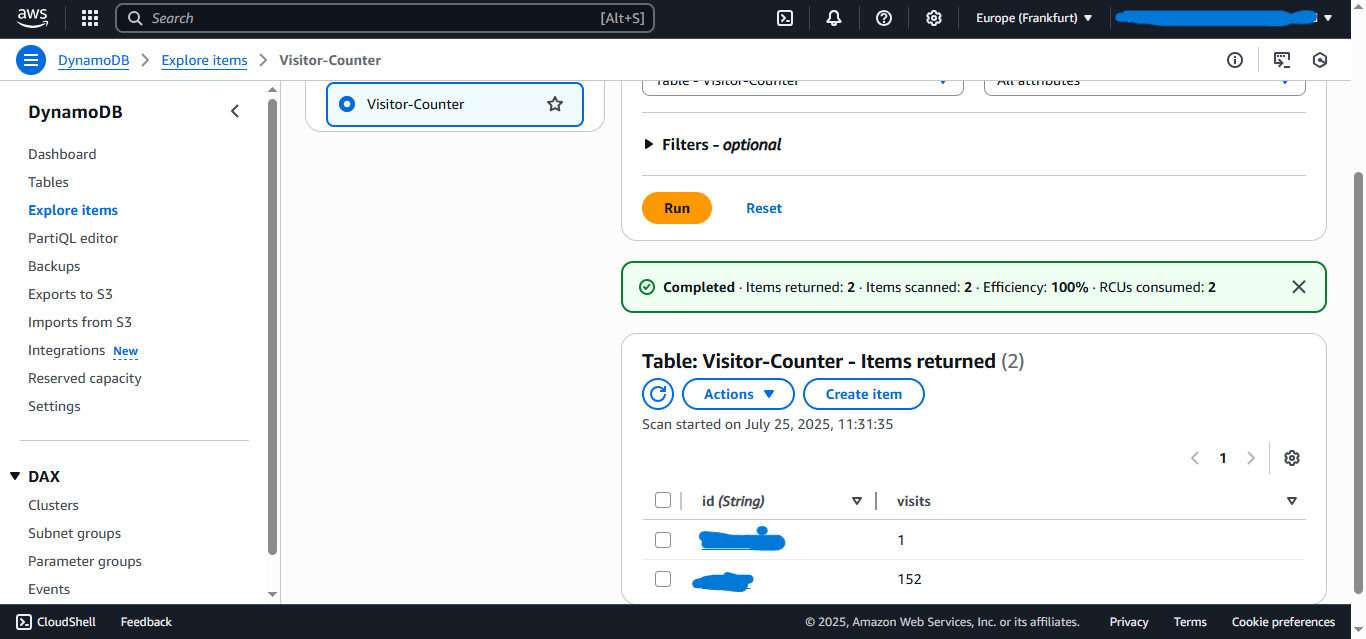 aws
Search [Alt+S]
Europe (Frankfurt)
DynamoDB Explore items Visitor-Counter
DynamoDB
Dashboard
Tables
Explore items
PartiQL editor
Backups
Exports to S3
Imports from S3
Integrations New
Reserved capacity
Settings
DAX
Clusters
Subnet groups
Parameter groups
Events
Visitor-Counter
Table - Visitor-Counter All attributes
Filters - optional
Run Reset
Completed · Items returned: 2 · Items scanned: 2 · Efficiency: 100% · RCUs consumed: 2
Table: Visitor-Counter - Items returned (2)
Actions Create item
Scan started on July 25, 2025, 11:31:35
1
id (String) visits
1
152
CloudShell Feedback © 2025, Amazon Web Services, Inc. or its affiliates. Privacy Terms Cookie preferences